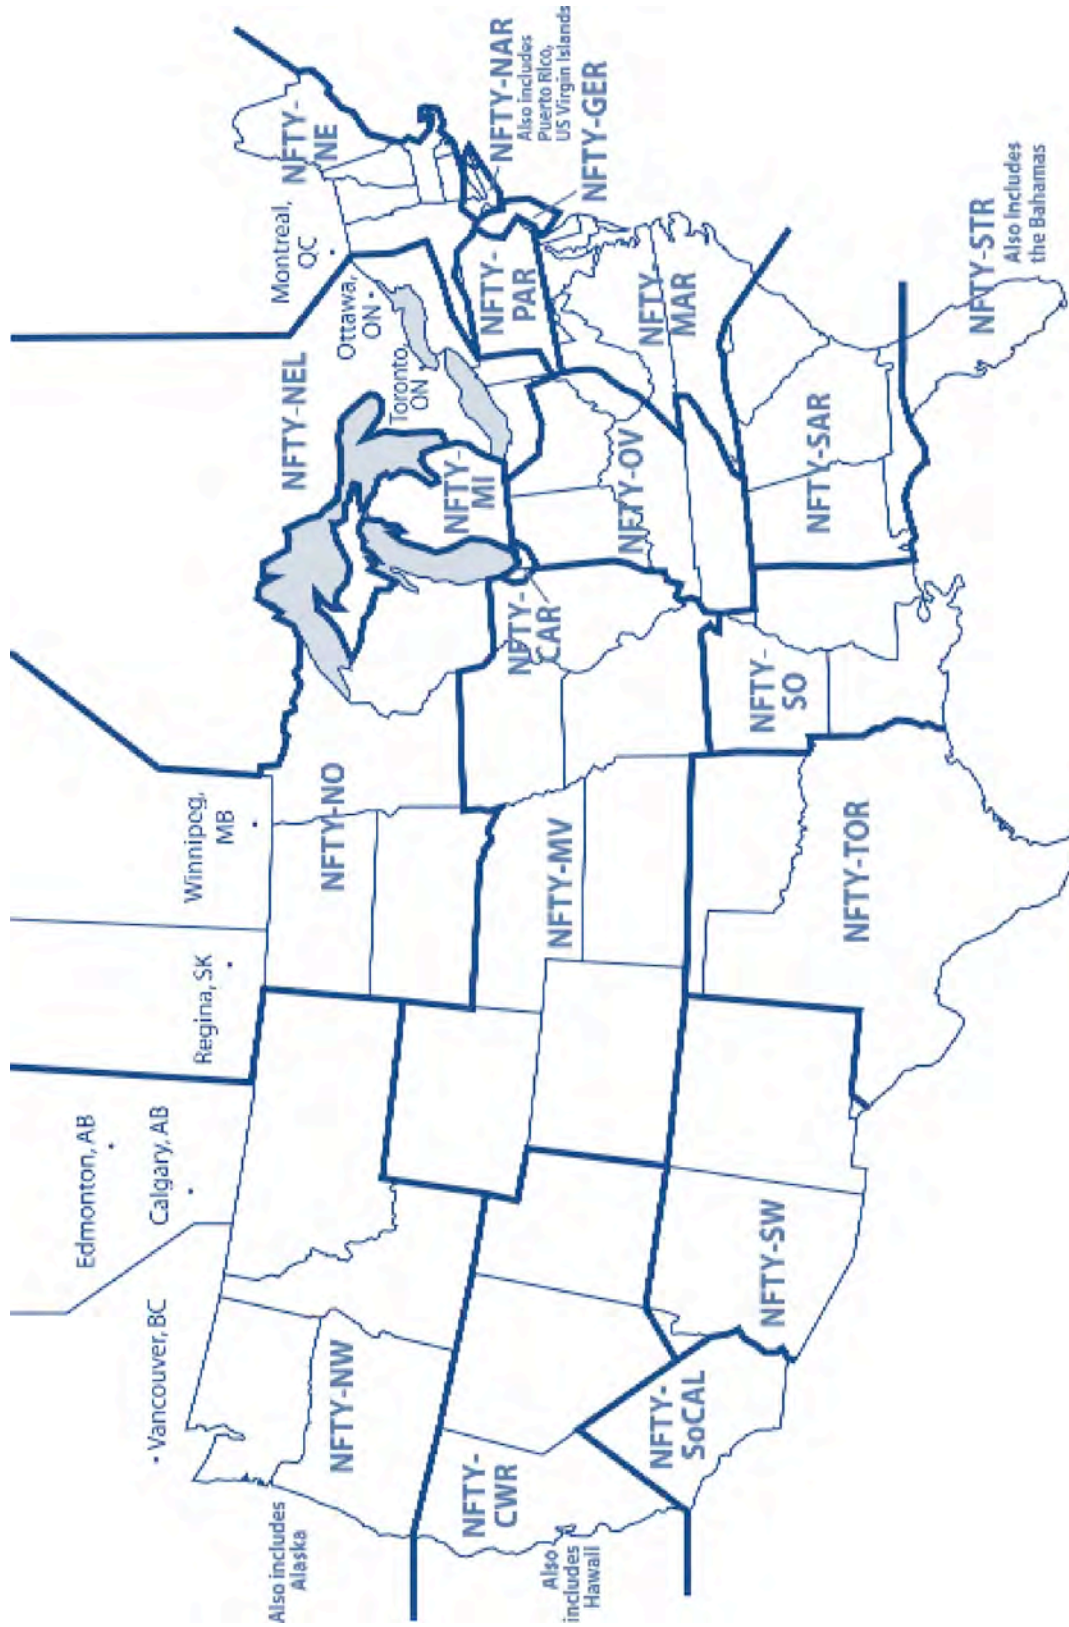 • Vancouver, BC
Edmonton, AB
Calgary, AB
Regina, SK
Winnipeg,
MB
NFTY-NEL
Montreal,
QC
Ottawa,
ON
Toronto,
ON
NFTY-
NE
NFTY-NAR
Also includes
Puerto Rico,
US Virgin Islands
NFTY-GER
NFTY-
PAR
NFTY-
MAR
NFTY-
MI
NFTY-OV
NFTY-
CAR
NFTY-NO
NFTY-NW
Also includes
Alaska
NFTY-
CWR
Also
includes
Hawaii
NFTY-MV
NFTY-
SoCAL
NFTY-SW
NFTY-TOR
NFTY-
SO
NFTY-SAR
NFTY-STR
Also Includes
the Bahamas